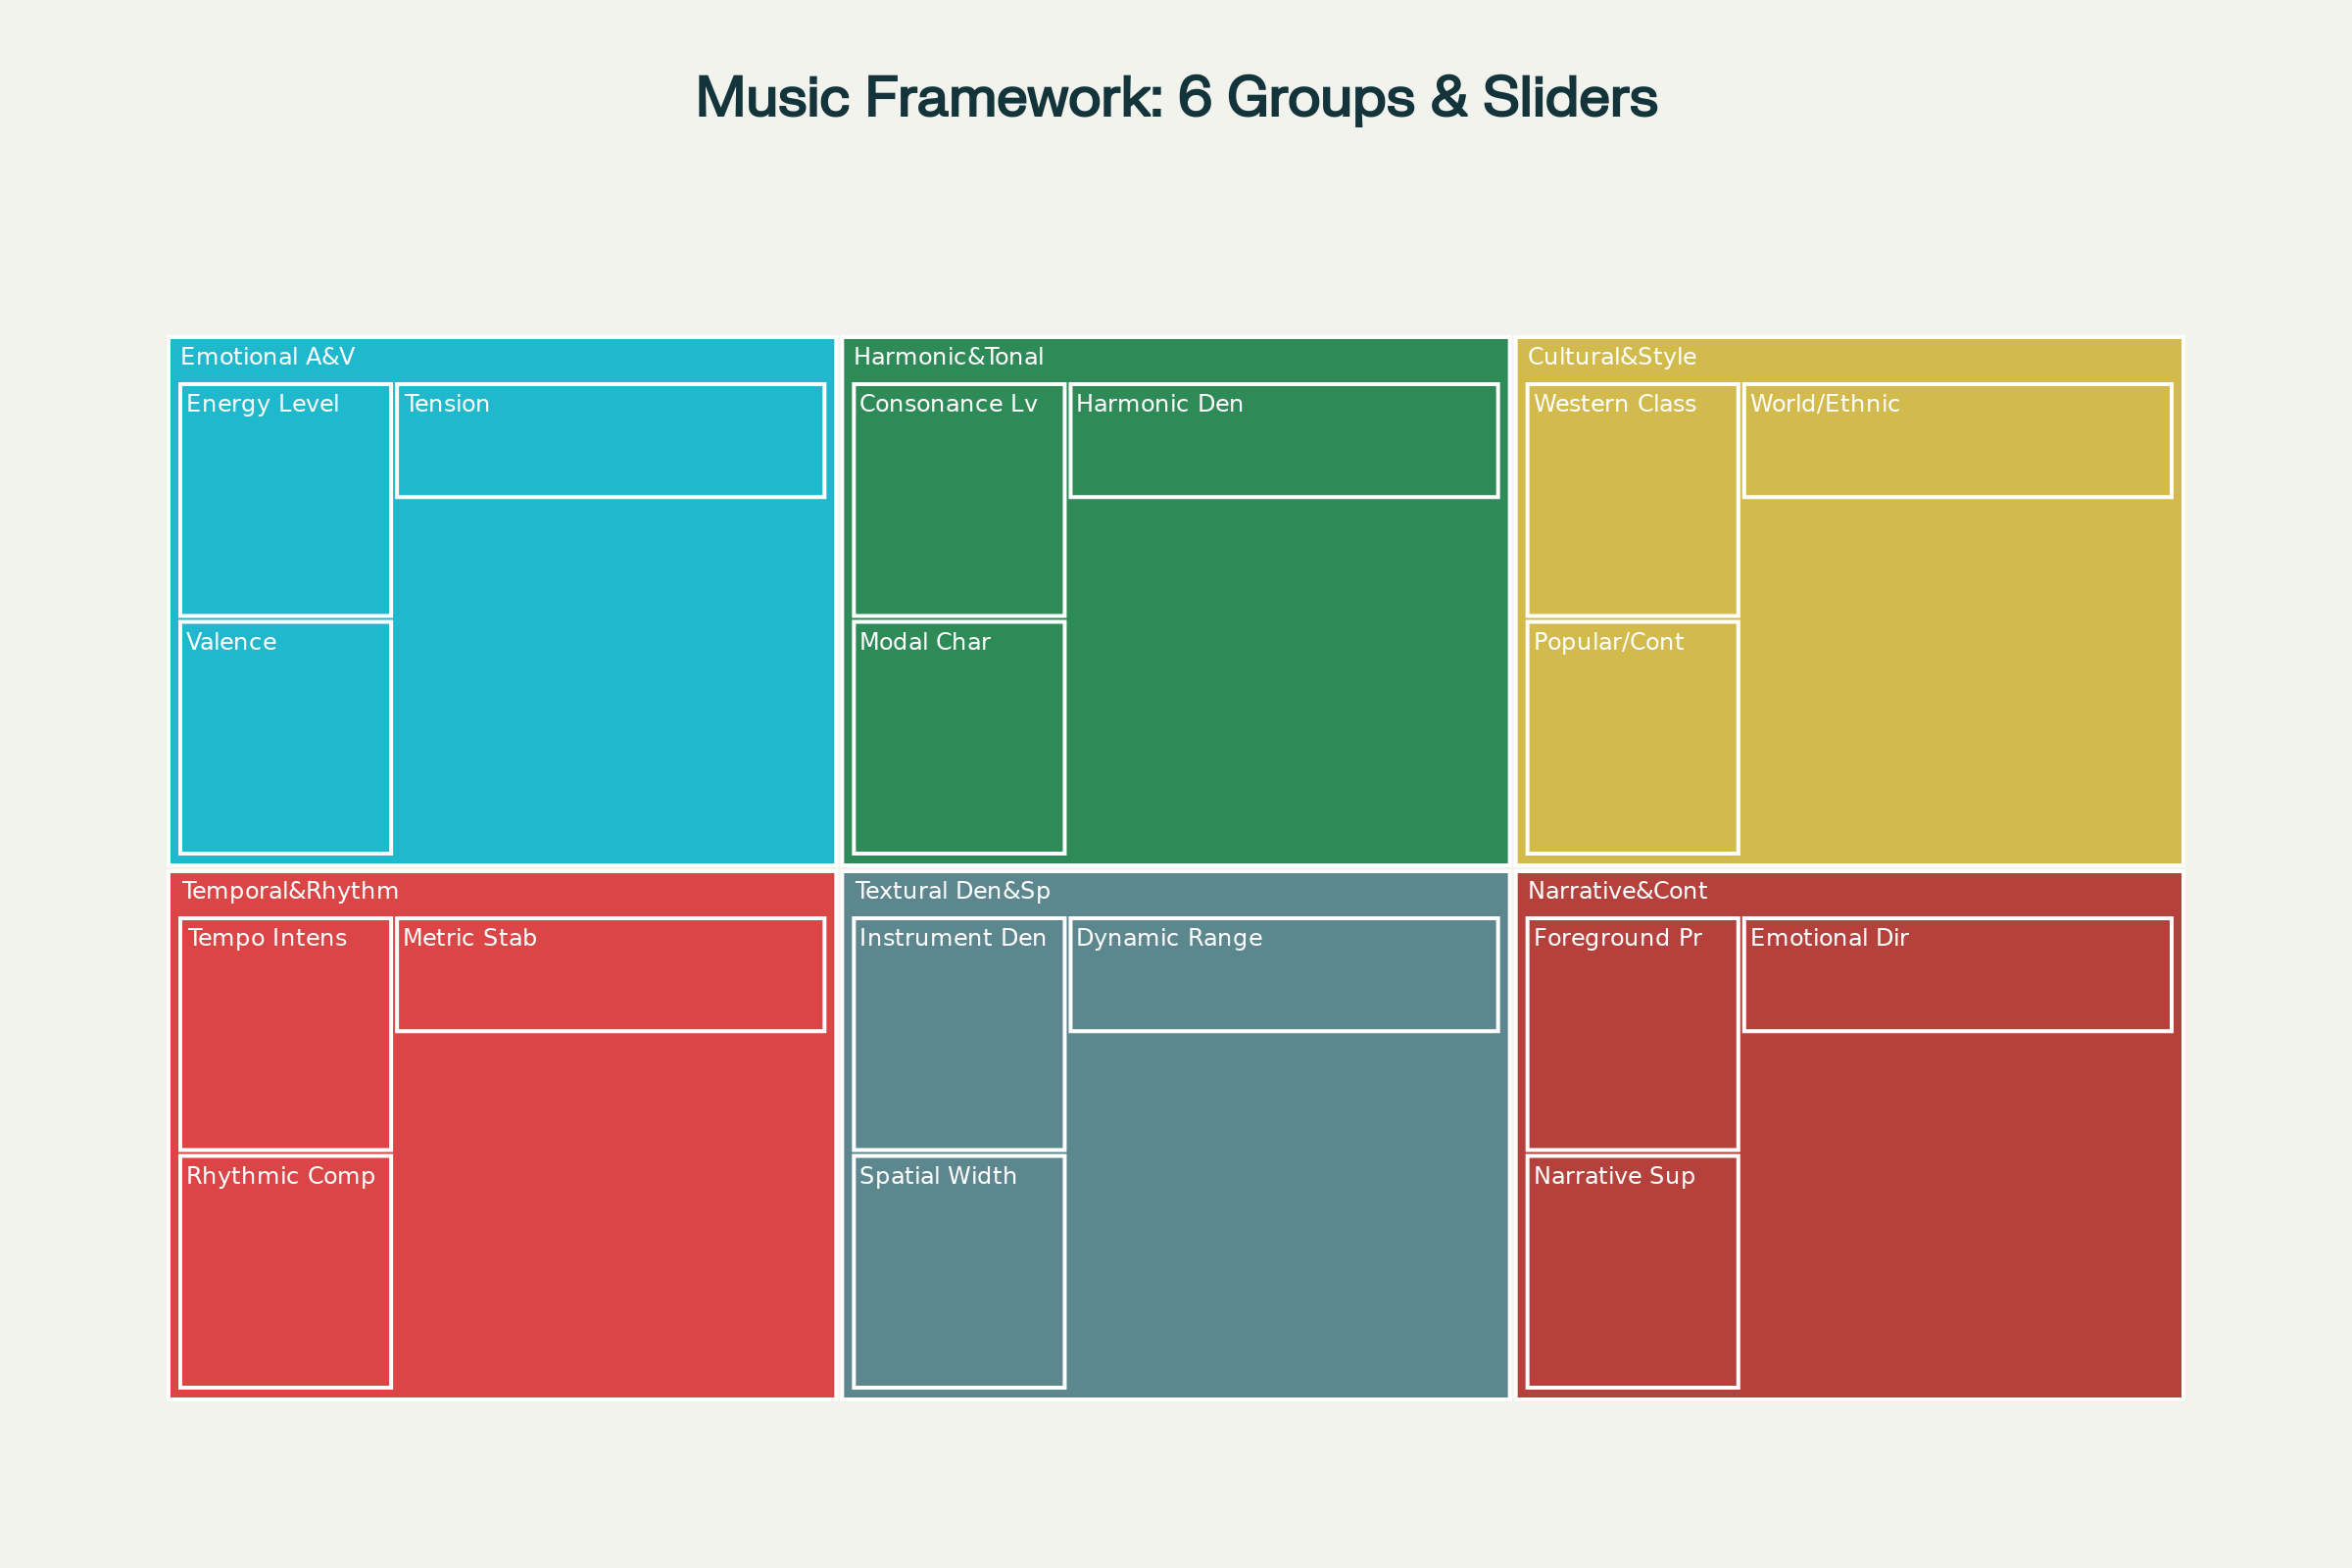 Music Framework: 6 Groups & Sliders
Emotional A&V
Energy Level
Tension
Valence
Harmonic&Tonal
Consonance Lv
Harmonic Den
Modal Char
Cultural&Style
Western Class
World/Ethnic
Popular/Cont
Temporal&Rhythm
Tempo Intens
Metric Stab
Rhythmic Comp
Textural Den&Sp
Instrument Den
Dynamic Range
Spatial Width
Narrative&Cont
Foreground Pr
Emotional Dir
Narrative Sup